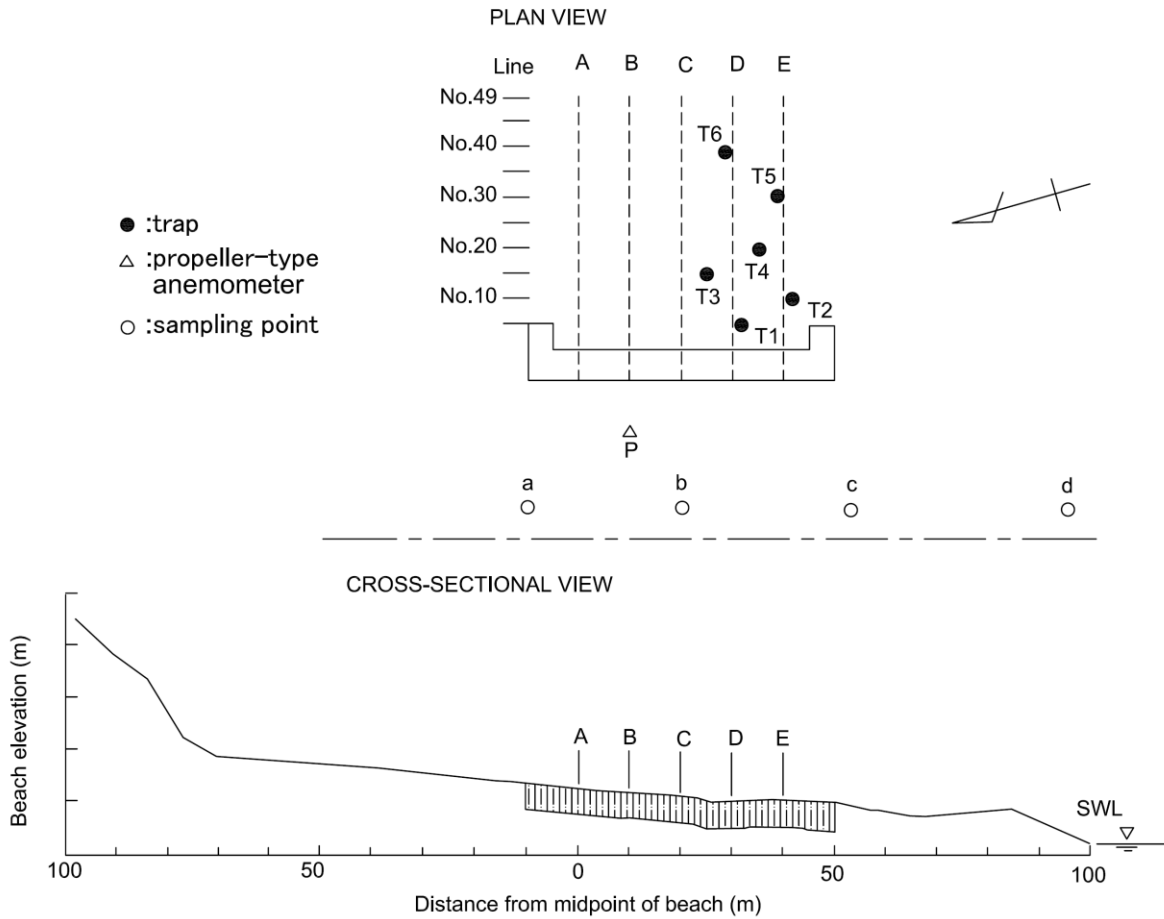 PLAN VIEW
Line A B C D E
No.49
No.40
No.30
No.20
No.10
T6
T5
T4
T3
T2
T1
:trap
:propeller-type
anemometer
:sampling point
P
a b c d
CROSS-SECTIONAL VIEW
Beach elevation (m)
A B C D E
SWL
100 50 0 50 100
Distance from midpoint of beach (m)